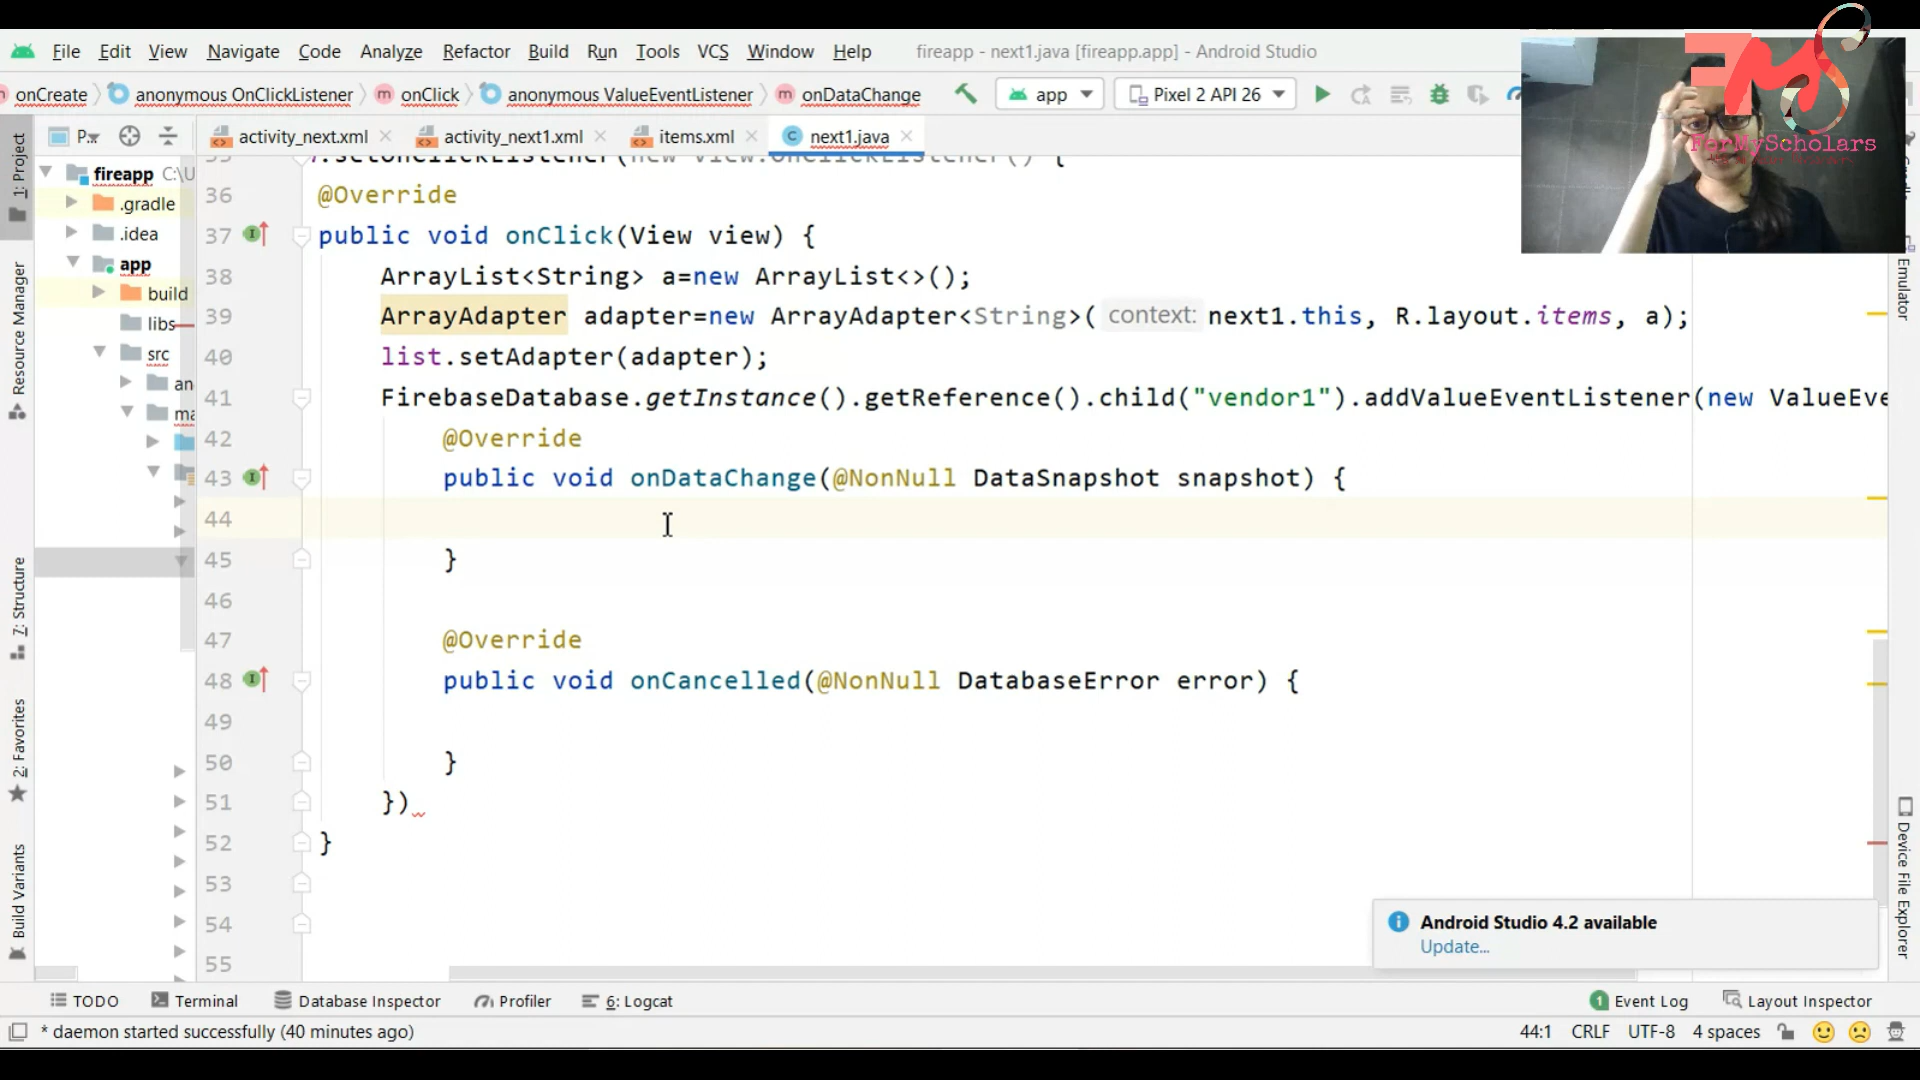 File Edit View Navigate Code Analyze Refactor Build Run Tools VCS Window Help fireapp - next1.java [fireapp.app] - Android Studio
onCreate anonymous OnClickListener m onClick anonymous ValueEventListener m onDataChange app Pixel 2 API 26
P.. activity_next.xml activity_next1.xml items.xml C next1.java
ForMyScholars
1: Project
Resource Manager
7: Structure
2: Favorites
Build Variants
fireapp C:\U
.gradle
.idea
app
build
libs
src
an
ma
36 @Override
37 public void onClick(View view) {
38 ArrayList<String> a=new ArrayList<>();
39 ArrayAdapter adapter=new ArrayAdapter<String>( context: next1.this, R.layout.items, a);
40 list.setAdapter(adapter);
41 FirebaseDatabase.getInstance().getReference().child("vendor1").addValueEventListener(new ValueEve
42 @Override
43 public void onDataChange(@NonNull DataSnapshot snapshot) {
44
45 }
46
47 @Override
48 public void onCancelled(@NonNull DatabaseError error) {
49
50 }
51 })
52 }
53
54
55
Emulator
Device File Explorer
Android Studio 4.2 available
Update...
TODO Terminal Database Inspector Profiler 6: Logcat 1 Event Log Layout Inspector
* daemon started successfully (40 minutes ago) 44:1 CRLF UTF-8 4 spaces